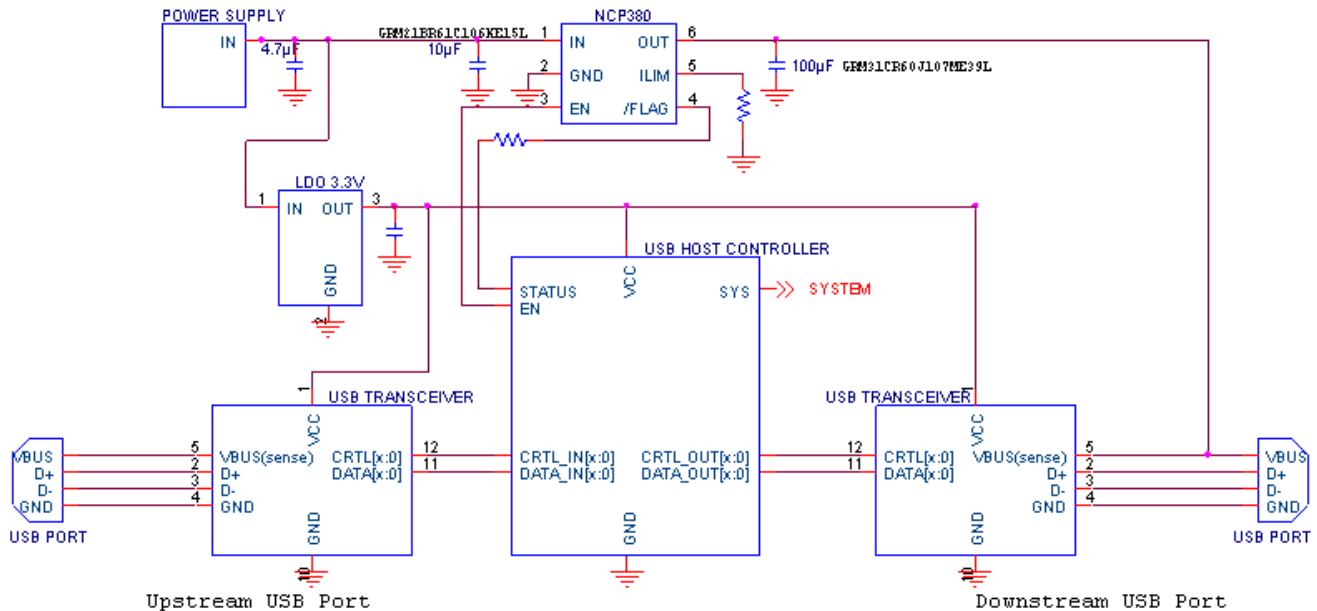 POWER SUPPLY
NCP380
IN
4.7µF
GRM21BR61C106KE15L
10µF
1
IN
OUT
6
2
GND
ILIM
5
3
EN
/FLAG
4
100µF
GRM31CR60J107ME39L
LDO 3.3V
1
IN
OUT
3
GND
2
USB HOST CONTROLLER
VCC
STATUS
EN
SYS
SYSTEM
1
USB TRANSCEIVER
VCC
VBUS
D+
D-
GND
USB PORT
5
2
3
4
VBUS(sense)
D+
D-
GND
CRTL[x:0]
DATA[x:0]
12
11
GND
10
CRTL_IN[x:0]
DATA_IN[x:0]
CRTL_OUT[x:0]
DATA_OUT[x:0]
GND
12
11
1
USB TRANSCEIVER
VCC
CRTL[x:0]
DATA[x:0]
VBUS(sense)
D+
D-
GND
5
2
3
4
GND
10
VBUS
D+
D-
GND
USB PORT
Upstream USB Port
Downstream USB Port